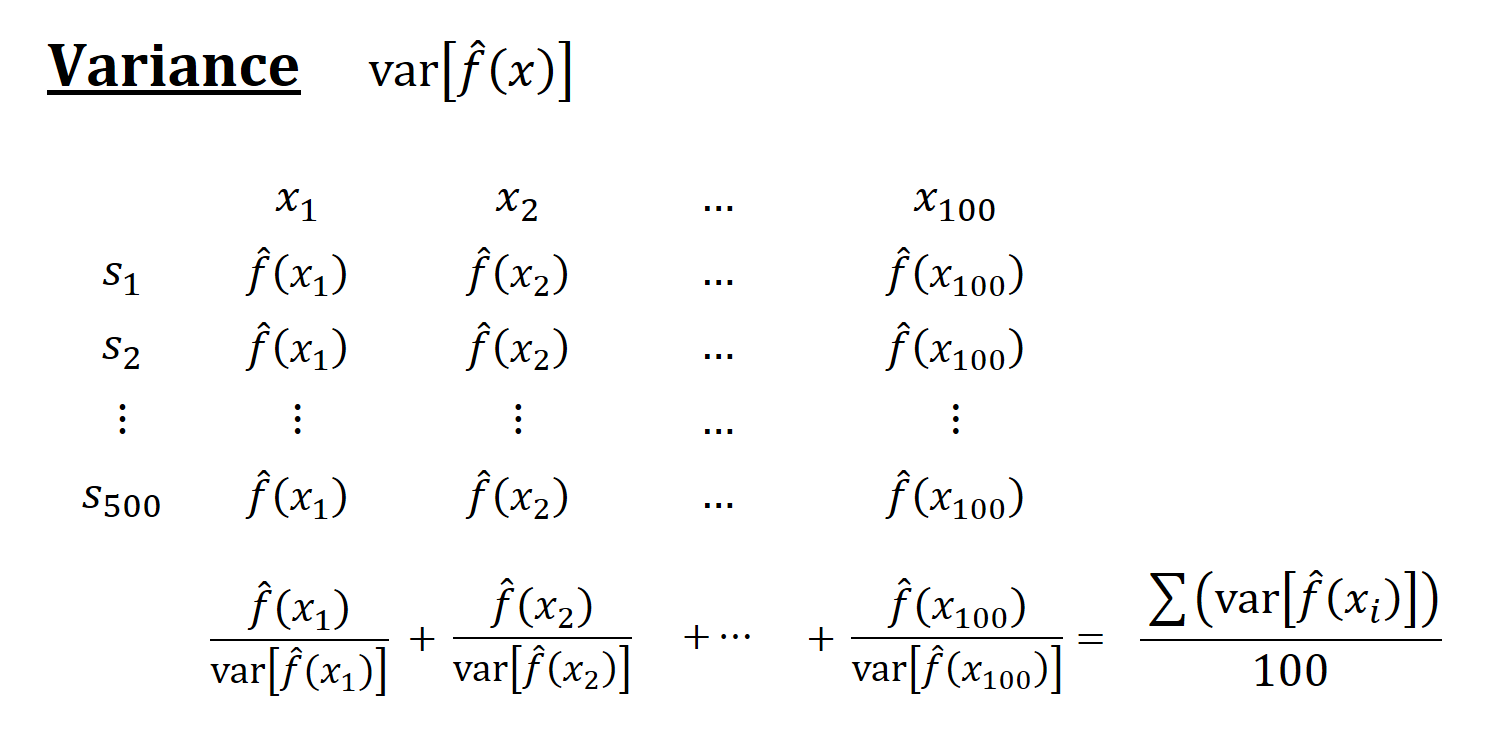 Variance var[f̂(x)]
x₁ x₂ … x₁₀₀
s₁ f̂(x₁) f̂(x₂) … f̂(x₁₀₀)
s₂ f̂(x₁) f̂(x₂) … f̂(x₁₀₀)
⋮ ⋮ ⋮ … ⋮
s₅₀₀ f̂(x₁) f̂(x₂) … f̂(x₁₀₀)
f̂(x₁)/var[f̂(x₁)] + f̂(x₂)/var[f̂(x₂)] + ⋯ + f̂(x₁₀₀)/var[f̂(x₁₀₀)] = ∑(var[f̂(xᵢ)])/100